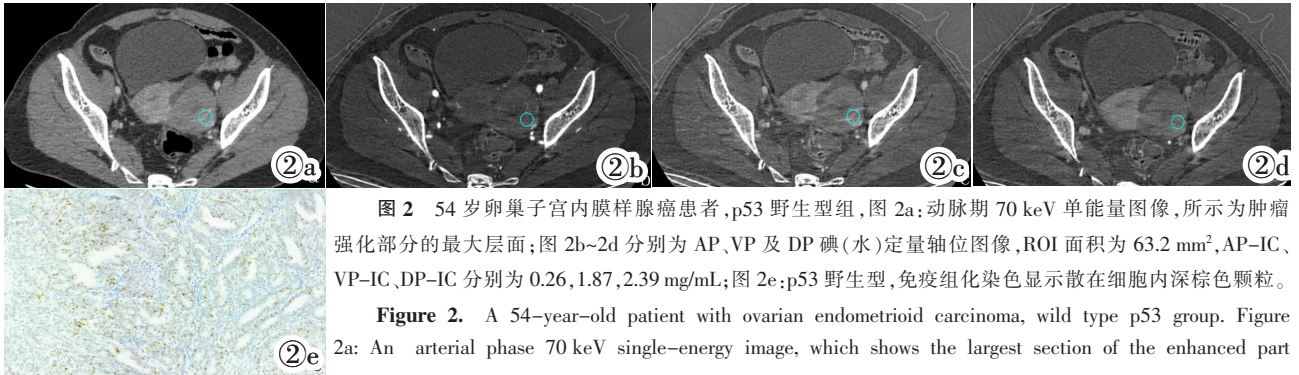 ②a
②b
②c
②d
②e
图 2 54 岁卵巢子宫内膜样腺癌患者,p53 野生型组,图 2a:动脉期 70 keV 单能量图像,所示为肿瘤
强化部分的最大层面;图 2b~2d 分别为 AP、VP 及 DP 碘(水)定量轴位图像,ROI 面积为 63.2 mm²,AP-IC、
VP-IC、DP-IC 分别为 0.26,1.87,2.39 mg/mL;图 2e:p53 野生型,免疫组化染色显示散在细胞内深棕色颗粒。
Figure 2. A 54-year-old patient with ovarian endometrioid carcinoma, wild type p53 group. Figure
2a: An arterial phase 70 keV single-energy image, which shows the largest section of the enhanced part